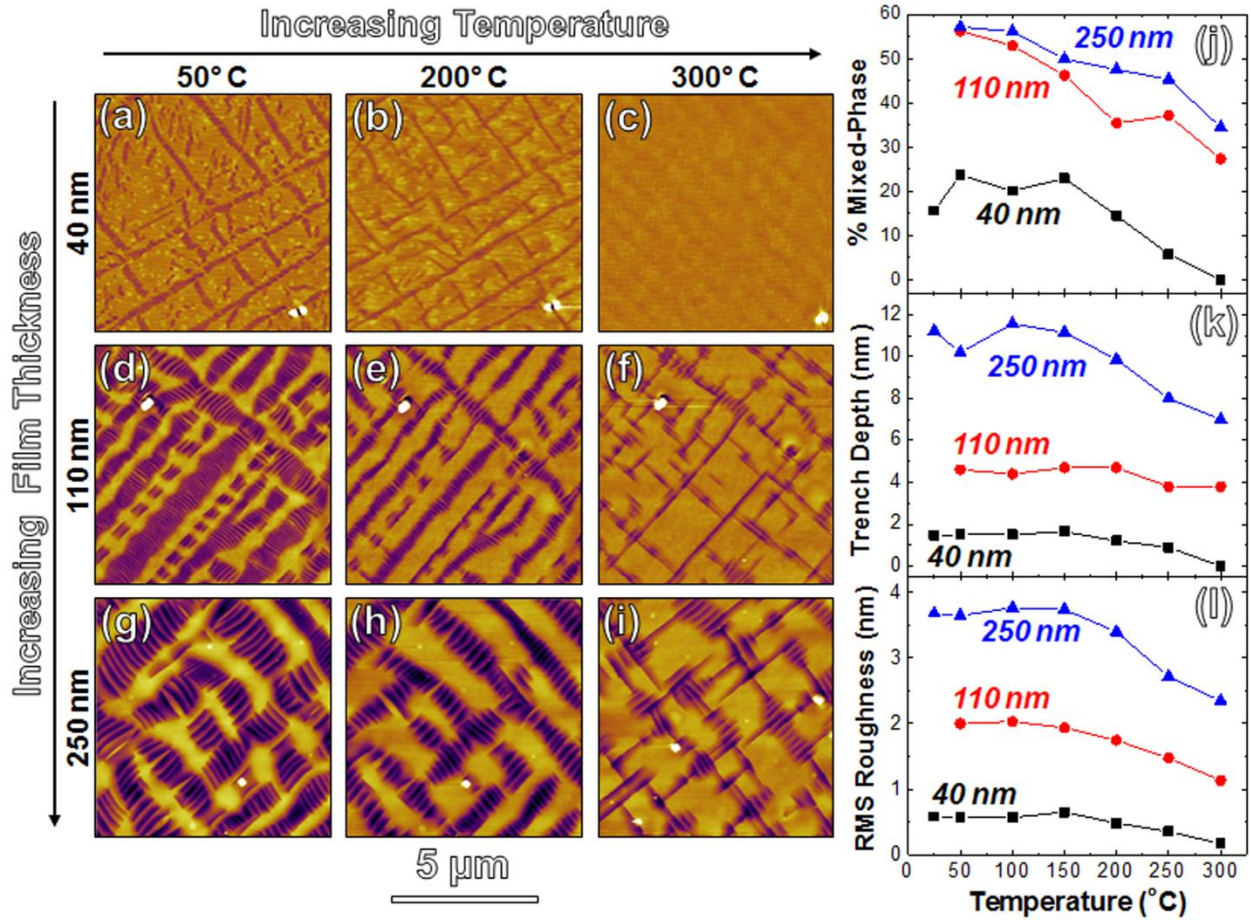 Increasing Temperature
50°C 200°C 300°C
Increasing Film Thickness
40 nm
110 nm
250 nm
(a) (b) (c)
(d) (e) (f)
(g) (h) (i)
5 μm
(j)
% Mixed-Phase
60
50
40
30
20
10
0
250 nm
110 nm
40 nm
(k)
Trench Depth (nm)
12
10
8
6
4
2
0
250 nm
110 nm
40 nm
(l)
RMS Roughness (nm)
4
3
2
1
0
250 nm
110 nm
40 nm
0 50 100 150 200 250 300
Temperature (°C)